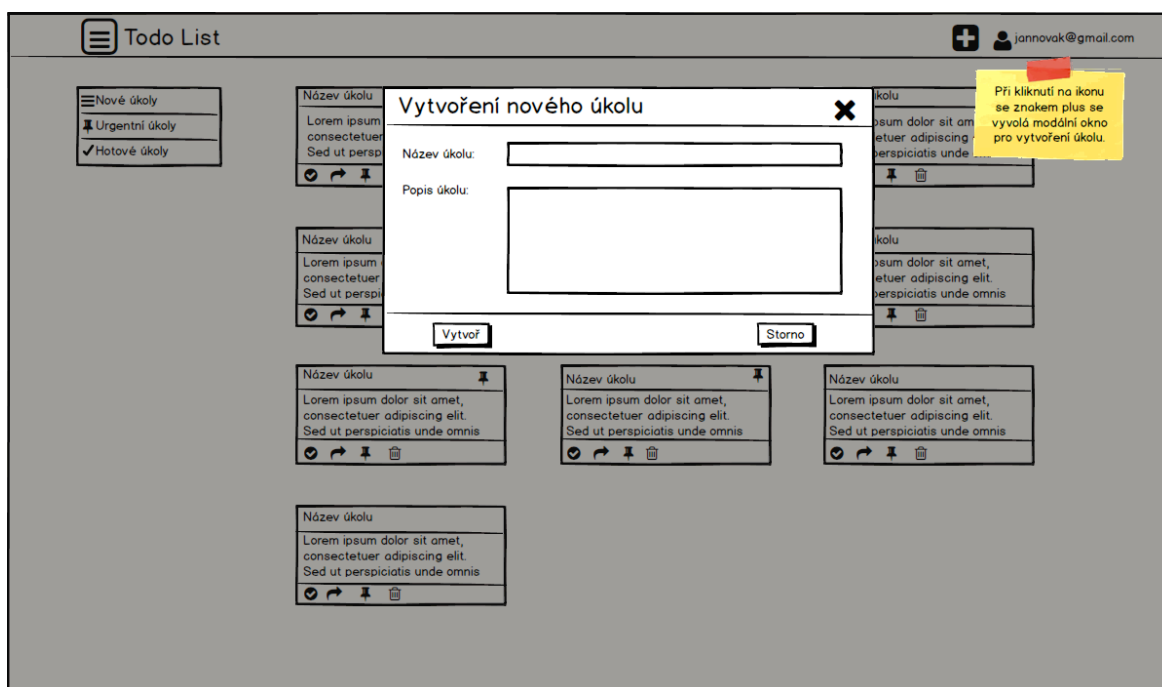 Todo List
jannovak@gmail.com
Při kliknutí na ikonu
se znakem plus se
vyvolá modální okno
pro vytvoření úkolu.
Nové úkoly
Urgentní úkoly
Hotové úkoly
Vytvoření nového úkolu
Název úkolu:
Popis úkolu:
Vytvoř
Storno
Název úkolu
Lorem ipsum
consectetuer
Sed ut persp
úkolu
psum dolor sit am
etuer adipiscing
perspiciatis unde
Název úkolu
Lorem ipsum
consectetuer
Sed ut perspi
úkolu
psum dolor sit amet,
etuer adipiscing elit.
perspiciatis unde omnis
Název úkolu
Lorem ipsum dolor sit amet,
consectetuer adipiscing elit.
Sed ut perspiciatis unde omnis
Název úkolu
Lorem ipsum dolor sit amet,
consectetuer adipiscing elit.
Sed ut perspiciatis unde omnis
Název úkolu
Lorem ipsum dolor sit amet,
consectetuer adipiscing elit.
Sed ut perspiciatis unde omnis
Název úkolu
Lorem ipsum dolor sit amet,
consectetuer adipiscing elit.
Sed ut perspiciatis unde omnis